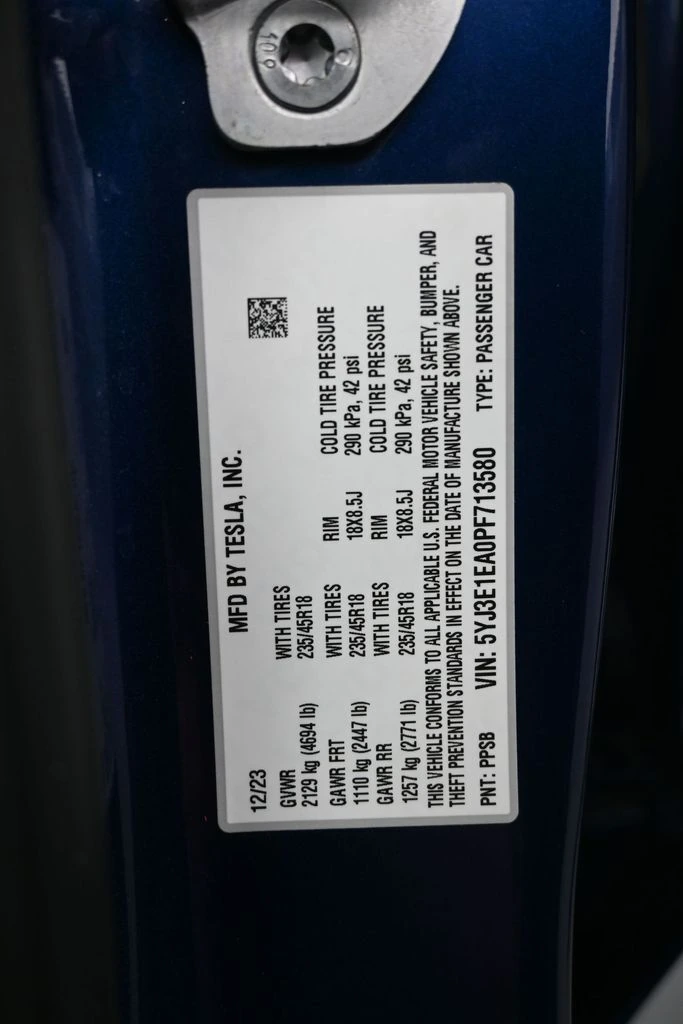 10.9
MFD BY TESLA, INC.
12/23
GVWR WITH TIRES
2129 kg (4694 lb) 235/45R18
GAWR FRT WITH TIRES RIM COLD TIRE PRESSURE
1110 kg (2447 lb) 235/45R18 18X8.5J 290 kPa, 42 psi
GAWR RR WITH TIRES RIM COLD TIRE PRESSURE
1257 kg (2771 lb) 235/45R18 18X8.5J 290 kPa, 42 psi
THIS VEHICLE CONFORMS TO ALL APPLICABLE U.S. FEDERAL MOTOR VEHICLE SAFETY, BUMPER, AND
THEFT PREVENTION STANDARDS IN EFFECT ON THE DATE OF MANUFACTURE SHOWN ABOVE.
PNT: PPSB VIN: 5YJ3E1EA0PF713580 TYPE: PASSENGER CAR